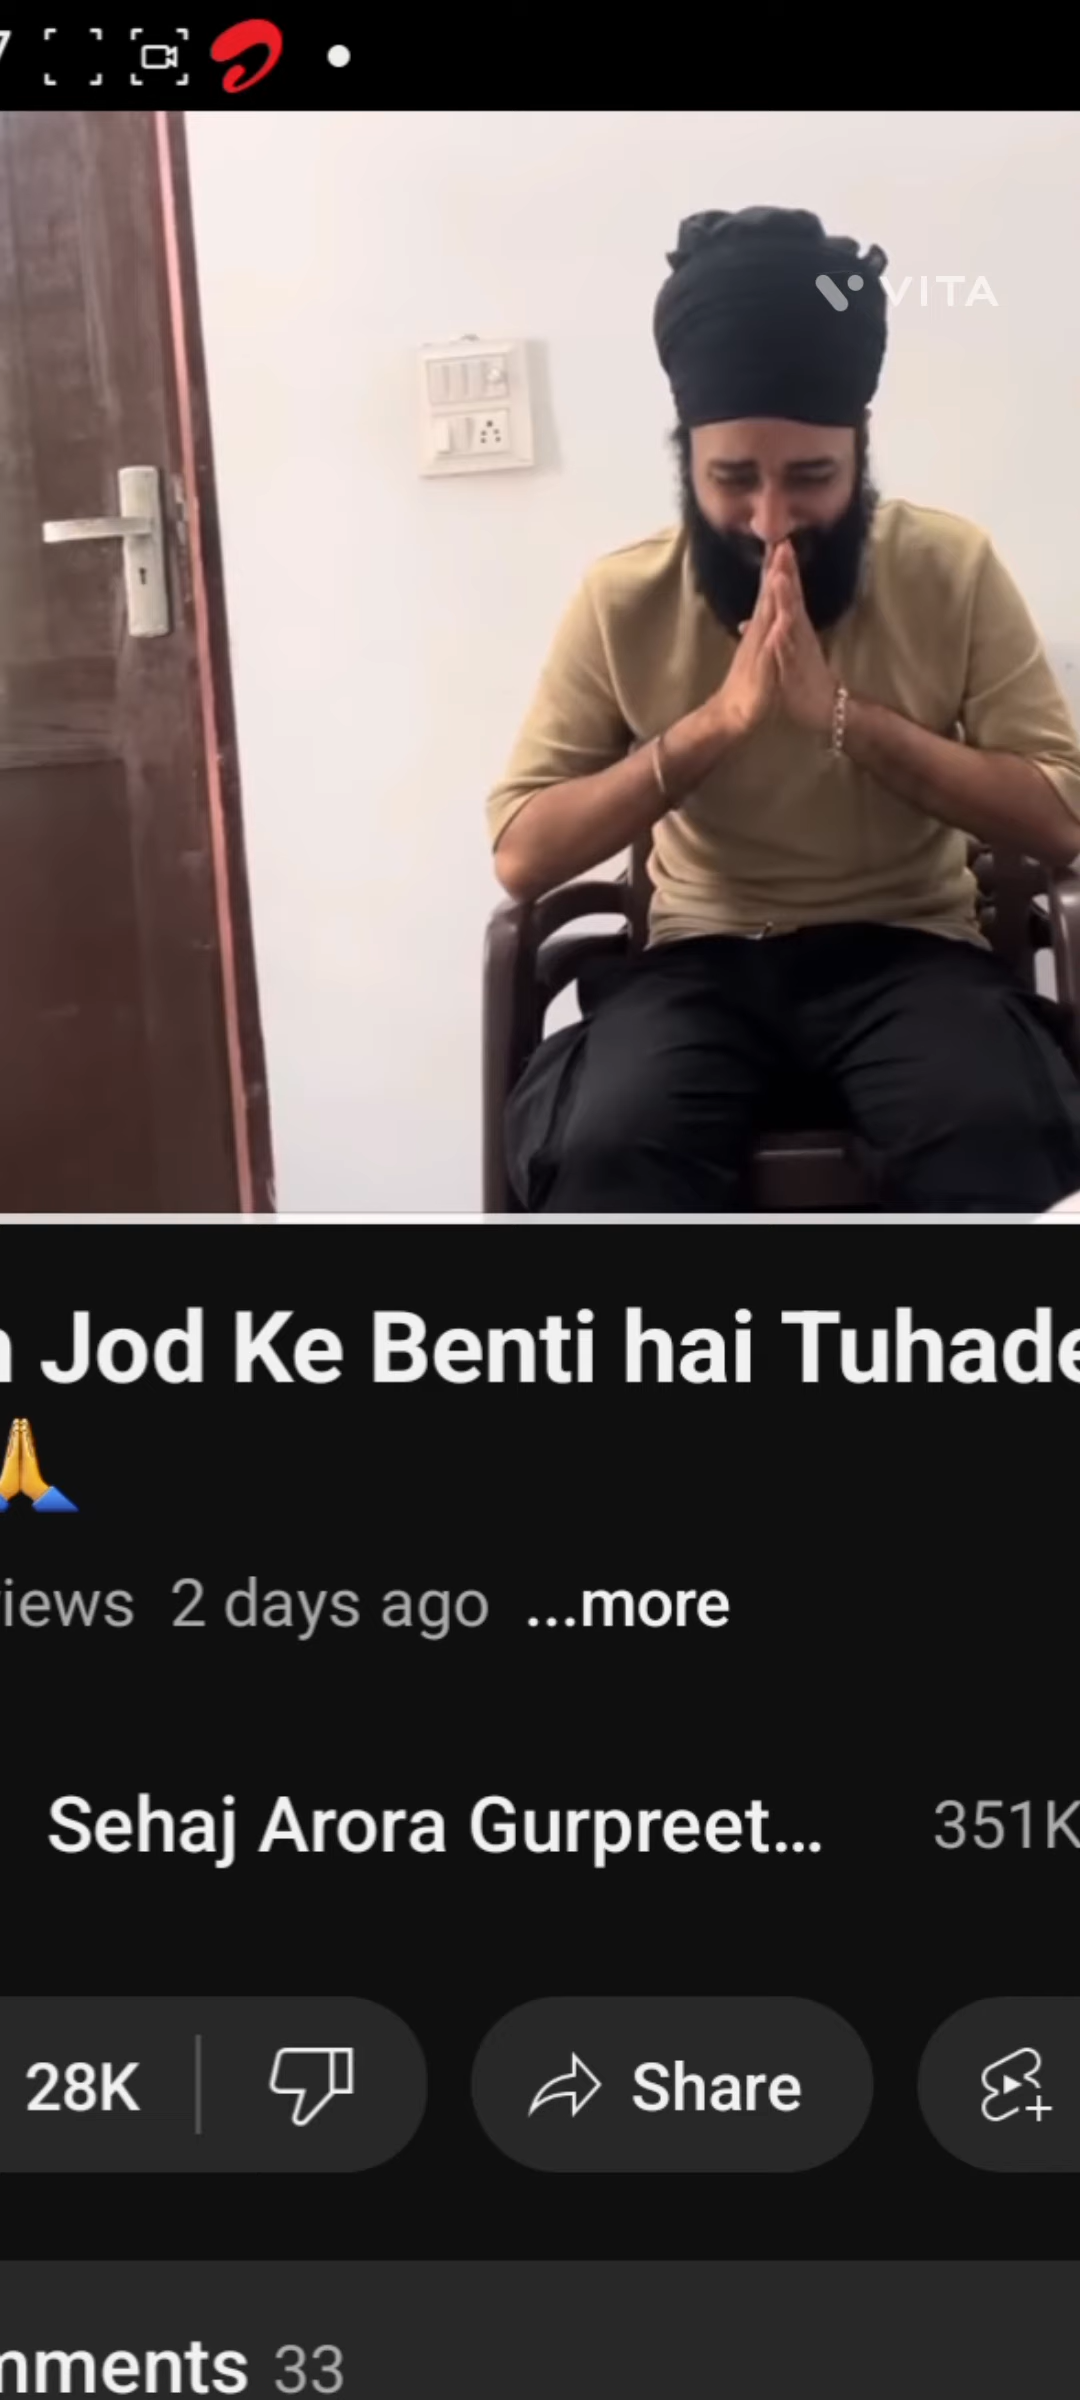 VITA
Jod Ke Benti hai Tuhade
🙏
iews 2 days ago ...more
Sehaj Arora Gurpreet... 351K
28K Share
mments 33